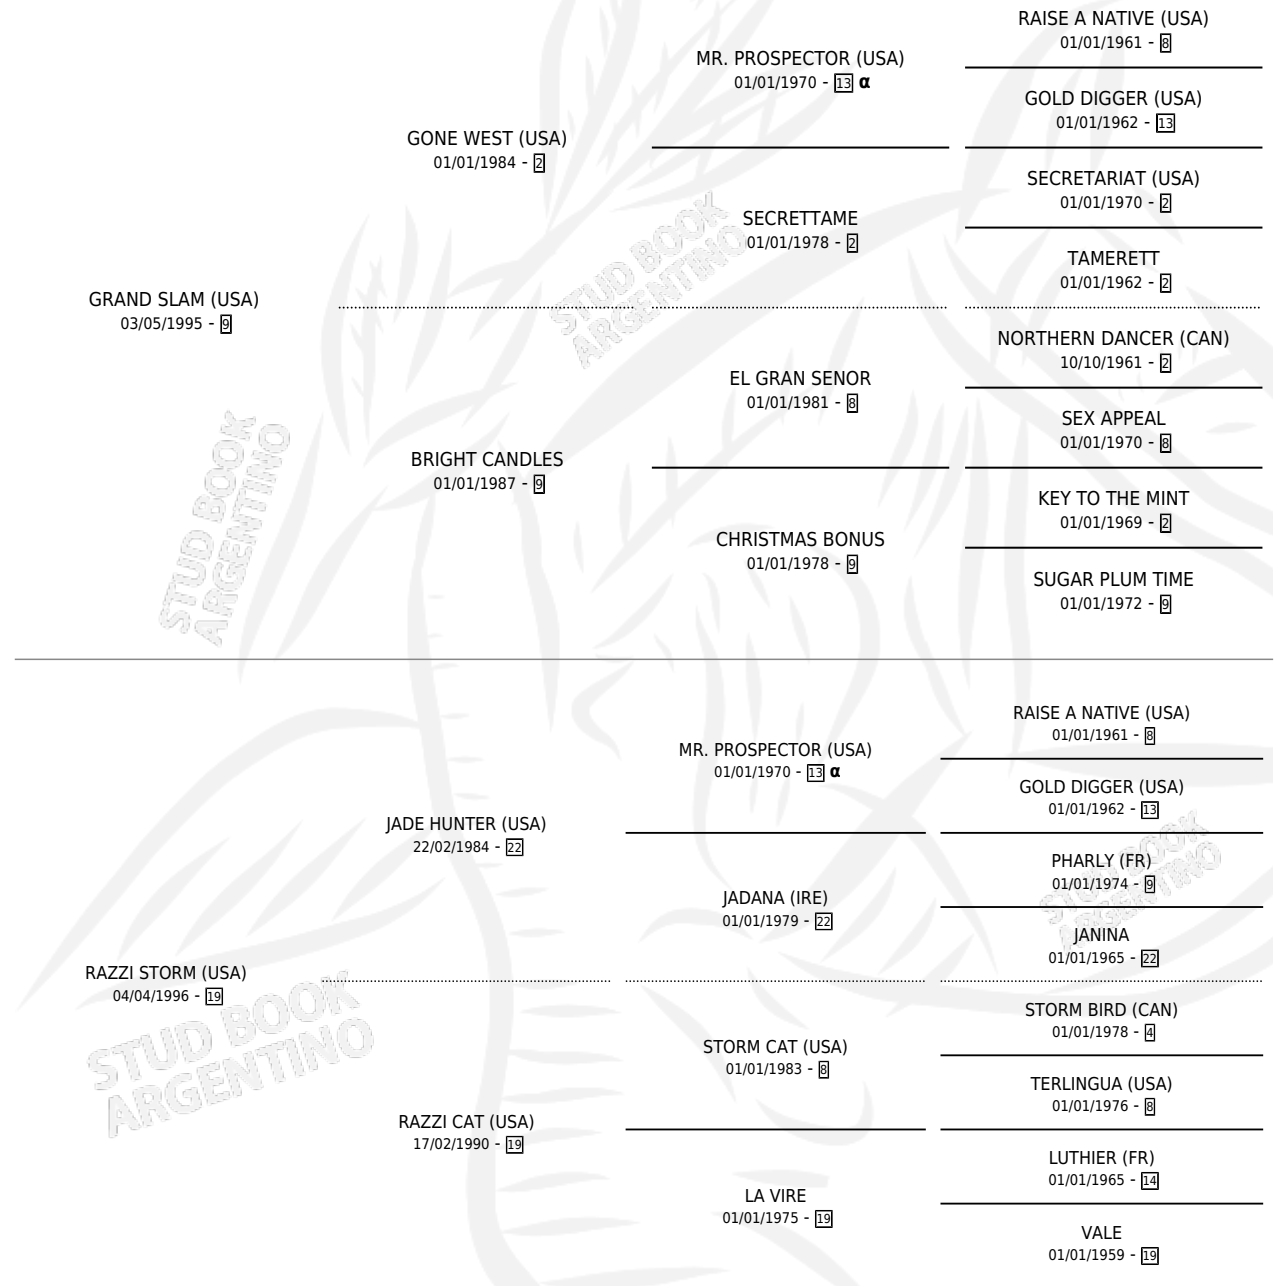 RAISE A NATIVE (USA)
01/01/1961 - 8
MR. PROSPECTOR (USA)
01/01/1970 - 13 α
GOLD DIGGER (USA)
01/01/1962 - 13
GONE WEST (USA)
01/01/1984 - 2
SECRETARIAT (USA)
01/01/1970 - 2
SECRETTAME
01/01/1978 - 2
TAMERETT
01/01/1962 - 2
GRAND SLAM (USA)
03/05/1995 - 9
NORTHERN DANCER (CAN)
10/10/1961 - 2
EL GRAN SENOR
01/01/1981 - 8
SEX APPEAL
01/01/1970 - 8
BRIGHT CANDLES
01/01/1987 - 9
KEY TO THE MINT
01/01/1969 - 2
CHRISTMAS BONUS
01/01/1978 - 9
SUGAR PLUM TIME
01/01/1972 - 9
STUD BOOK
ARGENTINO
STUD BOOK
ARGENTINO
RAISE A NATIVE (USA)
01/01/1961 - 8
MR. PROSPECTOR (USA)
01/01/1970 - 13 α
GOLD DIGGER (USA)
01/01/1962 - 13
JADE HUNTER (USA)
22/02/1984 - 22
PHARLY (FR)
01/01/1974 - 9
JADANA (IRE)
01/01/1979 - 22
JANINA
01/01/1965 - 22
RAZZI STORM (USA)
04/04/1996 - 19
STORM BIRD (CAN)
01/01/1978 - 4
STORM CAT (USA)
01/01/1983 - 8
TERLINGUA (USA)
01/01/1976 - 8
RAZZI CAT (USA)
17/02/1990 - 19
LUTHIER (FR)
01/01/1965 - 14
LA VIRE
01/01/1975 - 19
VALE
01/01/1959 - 19
STUD BOOK
ARGENTINO
STUD BOOK
ARGENTINO